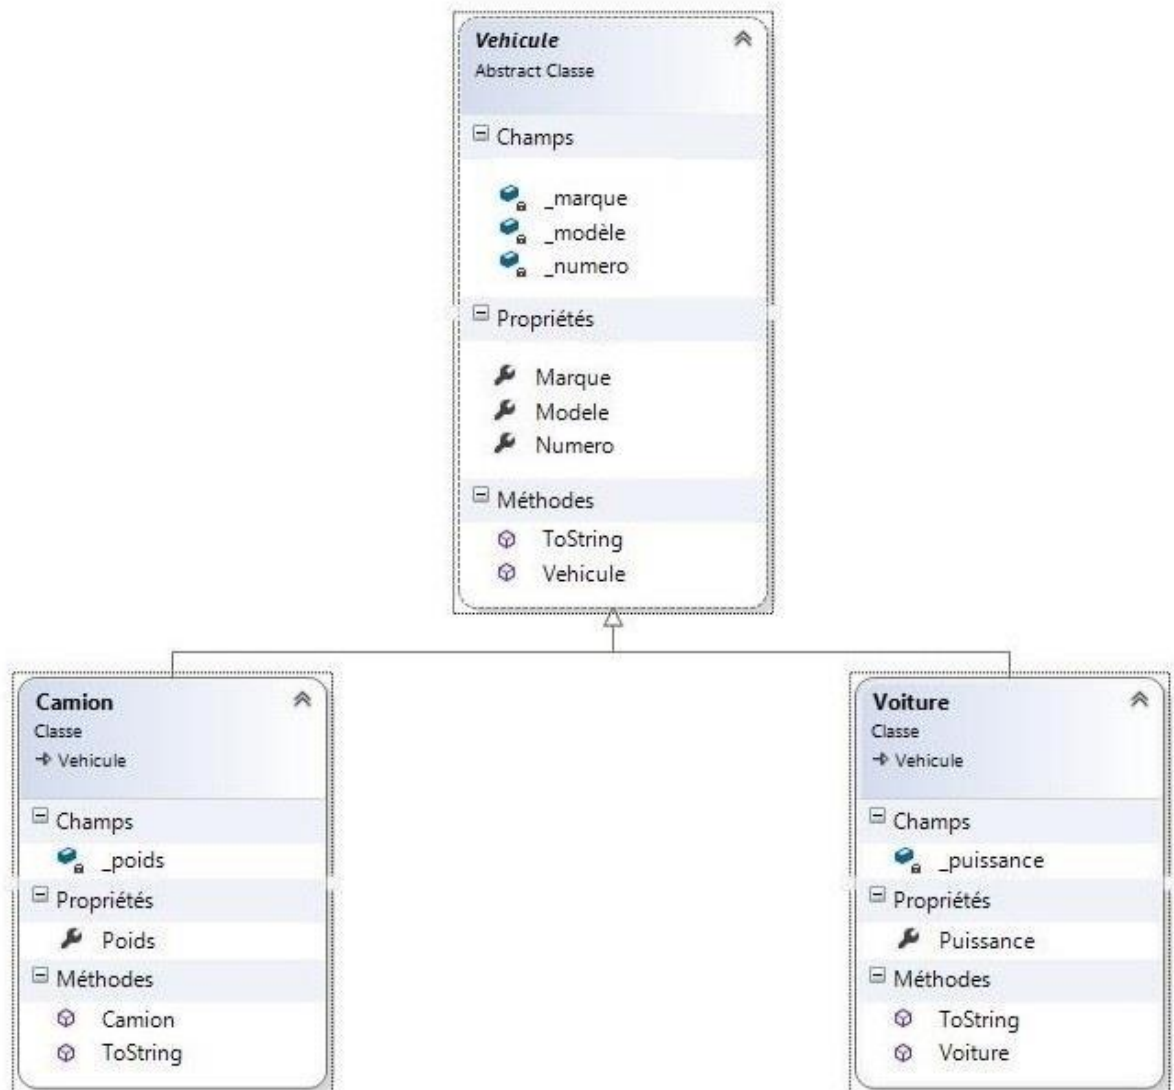 Vehicule
Abstract Classe
Champs
_marque
_modèle
_numero
Propriétés
Marque
Modele
Numero
Méthodes
ToString
Vehicule
Camion
Classe
Vehicule
Champs
_poids
Propriétés
Poids
Méthodes
Camion
ToString
Voiture
Classe
Vehicule
Champs
_puissance
Propriétés
Puissance
Méthodes
ToString
Voiture